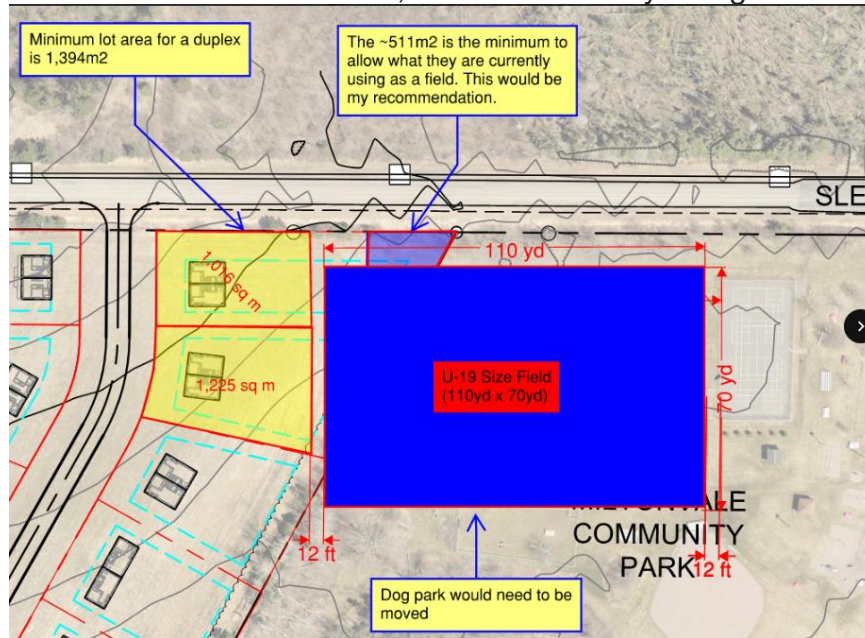 Minimum lot area for a duplex
is 1,394m2
The ~511m2 is the minimum to
allow what they are currently
using as a field. This would be
my recommendation.
SLE
110 yd
1,016 sq m
1,225 sq m
U-19 Size Field
(110yd x 70yd)
70 yd
COMMUNITY
PARK
12 ft
12 ft
Dog park would need to be
moved